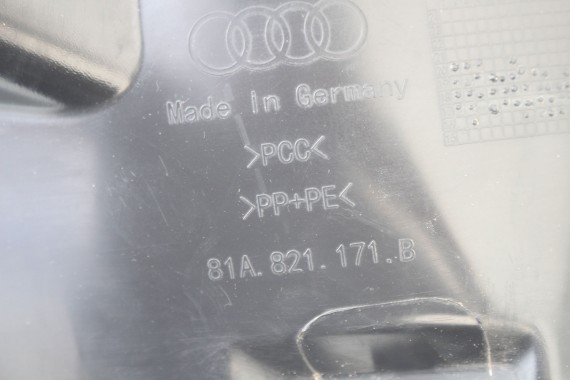 Made in Germany
>PCC<
>PP+PE<
81A.821.171.B